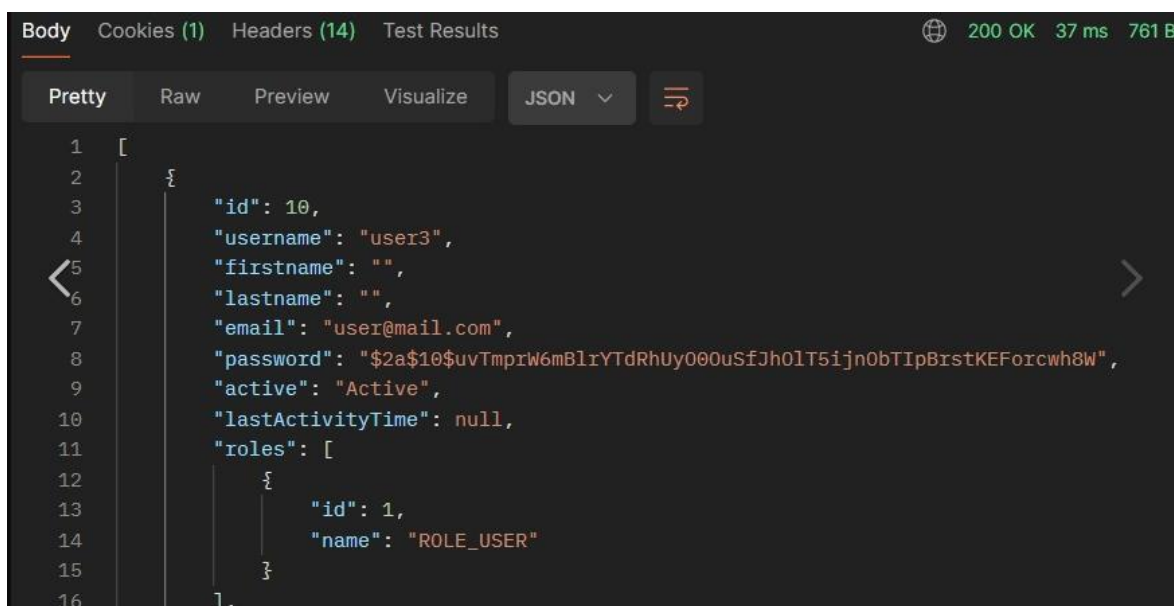 Body Cookies (1) Headers (14) Test Results 200 OK 37 ms 761 B
Pretty Raw Preview Visualize JSON
1 [
2 {
3 "id": 10,
4 "username": "user3",
5 "firstname": "",
6 "lastname": "",
7 "email": "user@mail.com",
8 "password": "$2a$10$uvTmprW6mBlrYTdRhUyO0OuSfJhOlT5ijnObTIpBrstKEForcwh8W",
9 "active": "Active",
10 "lastActivityTime": null,
11 "roles": [
12 {
13 "id": 1,
14 "name": "ROLE_USER"
15 }
16 ],